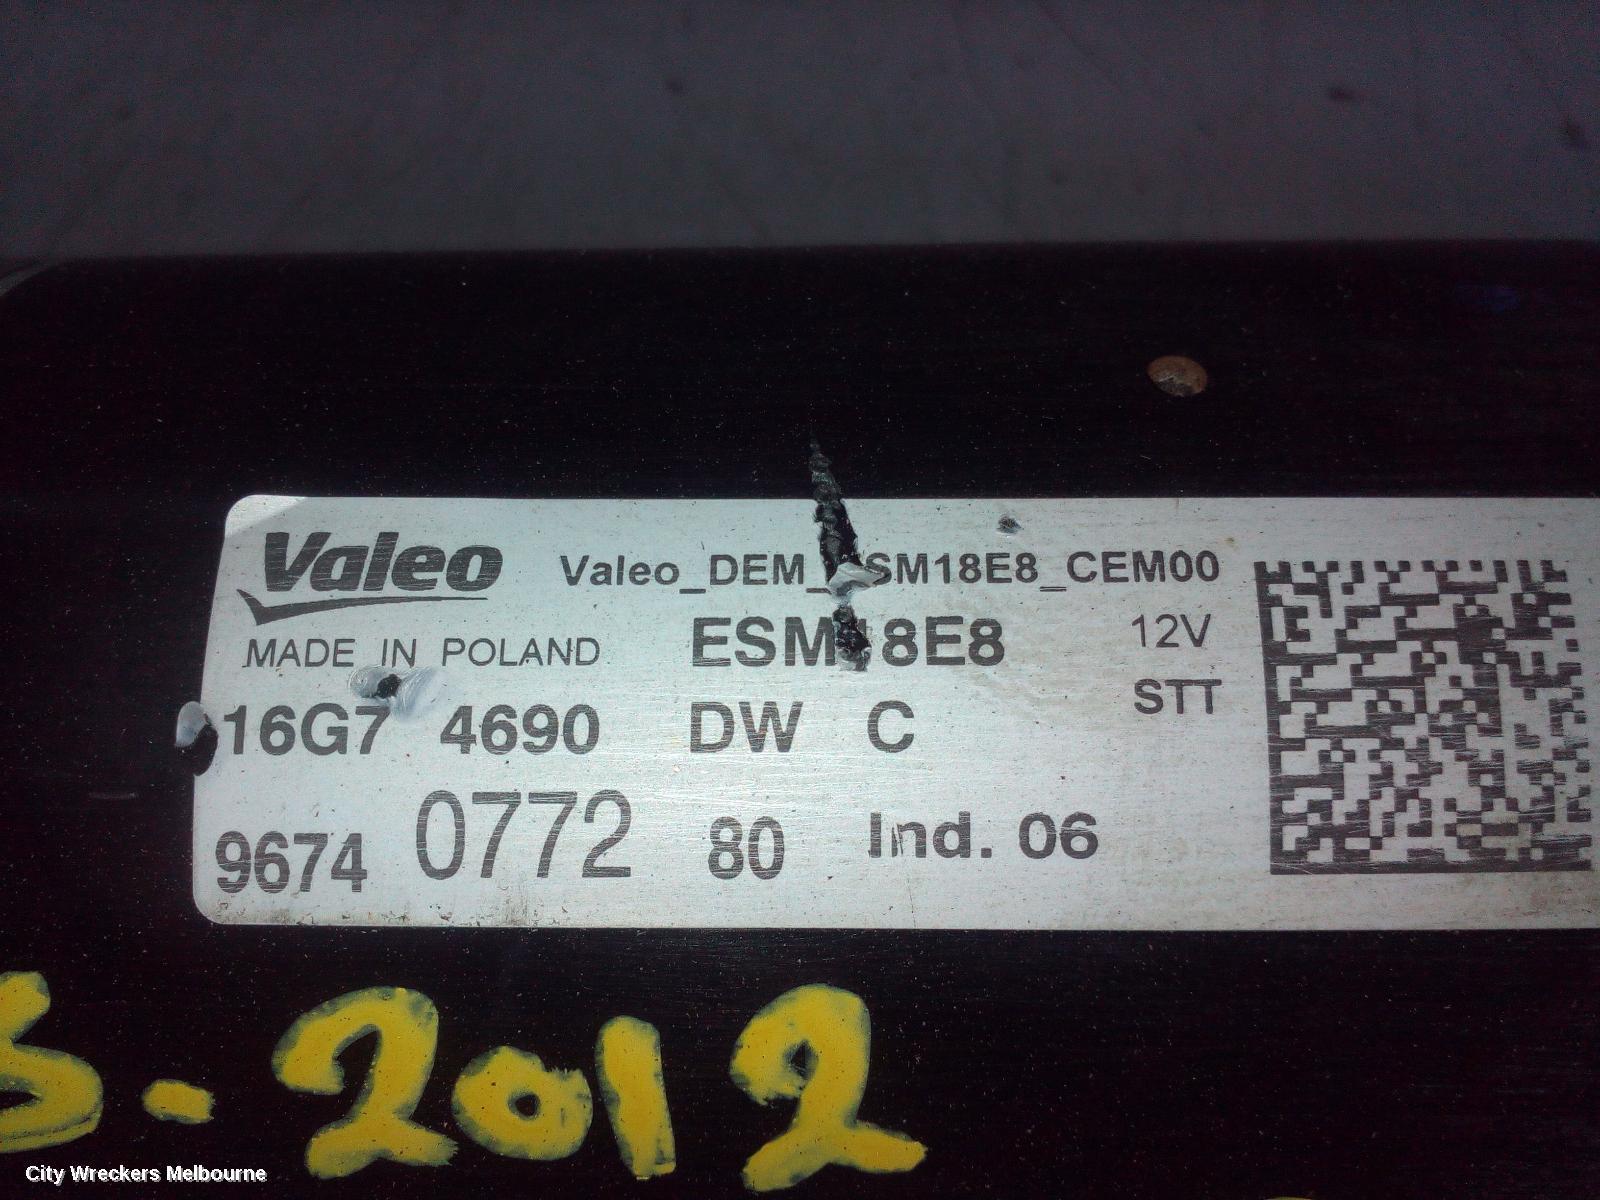 Valeo Valeo_DEM_ SM18E8_CEM00
MADE IN POLAND ESM18E8 12V
STT
16G7 4690 DW C
9674 0772 80 Ind. 06
-2012
City Wreckers Melbourne